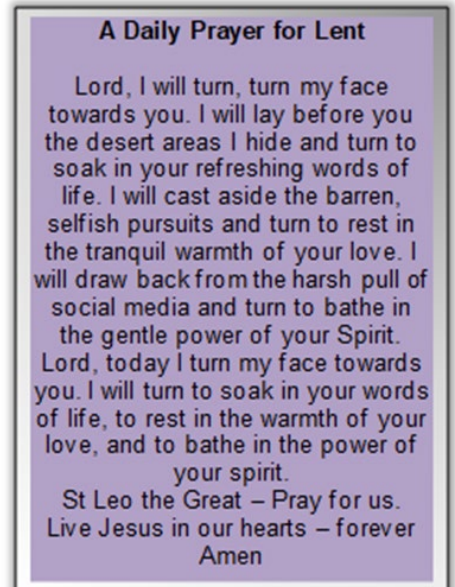 A Daily Prayer for Lent
Lord, I will turn, turn my face
towards you. I will lay before you
the desert areas I hide and turn to
soak in your refreshing words of
life. I will cast aside the barren,
selfish pursuits and turn to rest in
the tranquil warmth of your love. I
will draw back from the harsh pull of
social media and turn to bathe in
the gentle power of your Spirit.
Lord, today I turn my face towards
you. I will turn to soak in your words
of life, to rest in the warmth of your
love, and to bathe in the power of
your spirit.
St Leo the Great – Pray for us.
Live Jesus in our hearts – forever
Amen